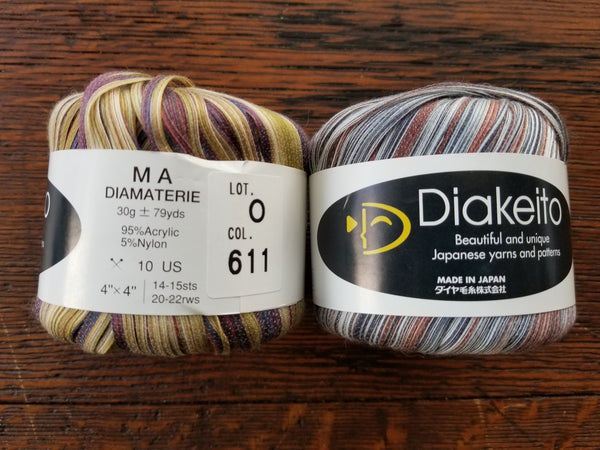 M A
DIAMATERIE
30g ± 79yds
95%Acrylic
5%Nylon
10 US
4"×4"
14-15sts
20-22rws
LOT.
O
COL.
611
Diakeito
Beautiful and unique
Japanese yarns and patterns
MADE IN JAPAN
ダイヤ毛糸株式会社